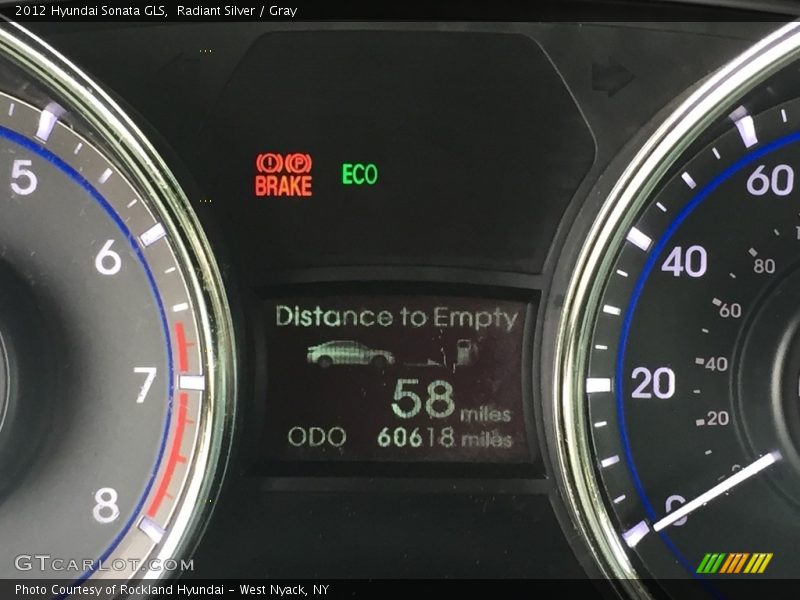 2012 Hyundai Sonata GLS, Radiant Silver / Gray
BRAKE ECO
5
6
7
8
Distance to Empty
58 miles
ODO 60618 miles
60
40
20
0
80
60
40
20
0
GTCARLOT.COM
Photo Courtesy of Rockland Hyundai - West Nyack, NY